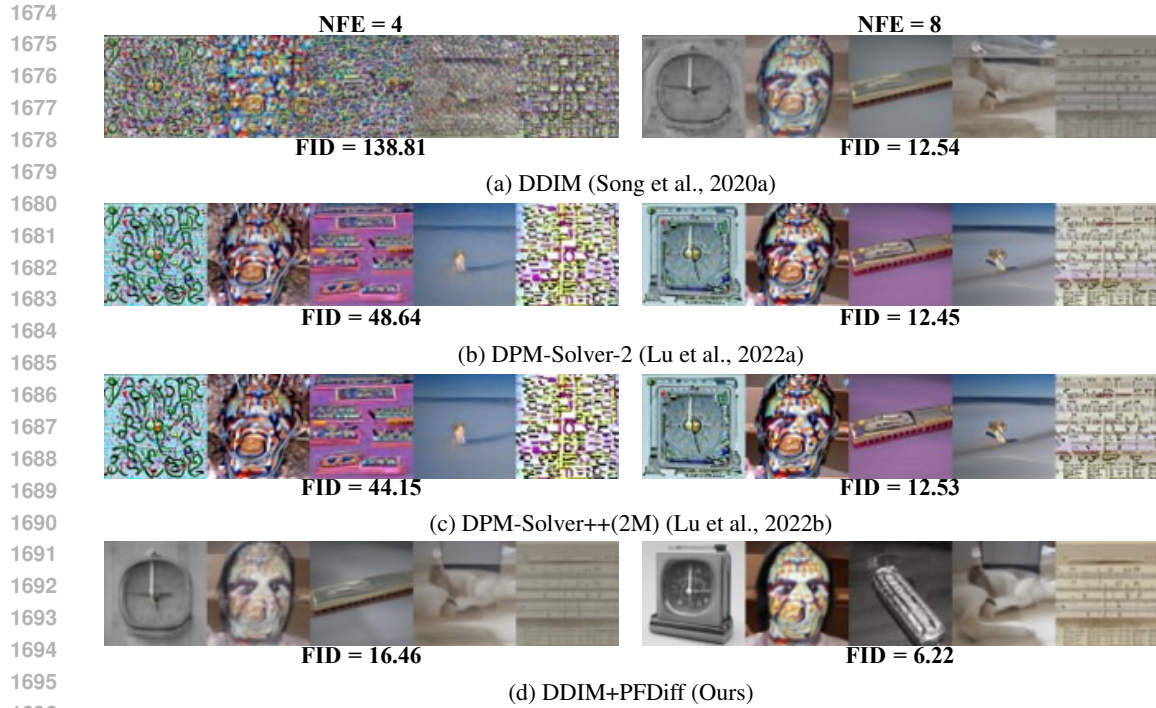 1674
NFE = 4 NFE = 8
1675
1676
1677
1678
FID = 138.81 FID = 12.54
1679
(a) DDIM (Song et al., 2020a)
1680
1681
1682
1683
FID = 48.64 FID = 12.45
1684
1685
(b) DPM-Solver-2 (Lu et al., 2022a)
1686
1687
1688
1689
FID = 44.15 FID = 12.53
1690
(c) DPM-Solver++(2M) (Lu et al., 2022b)
1691
1692
1693
1694
FID = 16.46 FID = 6.22
1695
(d) DDIM+PFDiff (Ours)